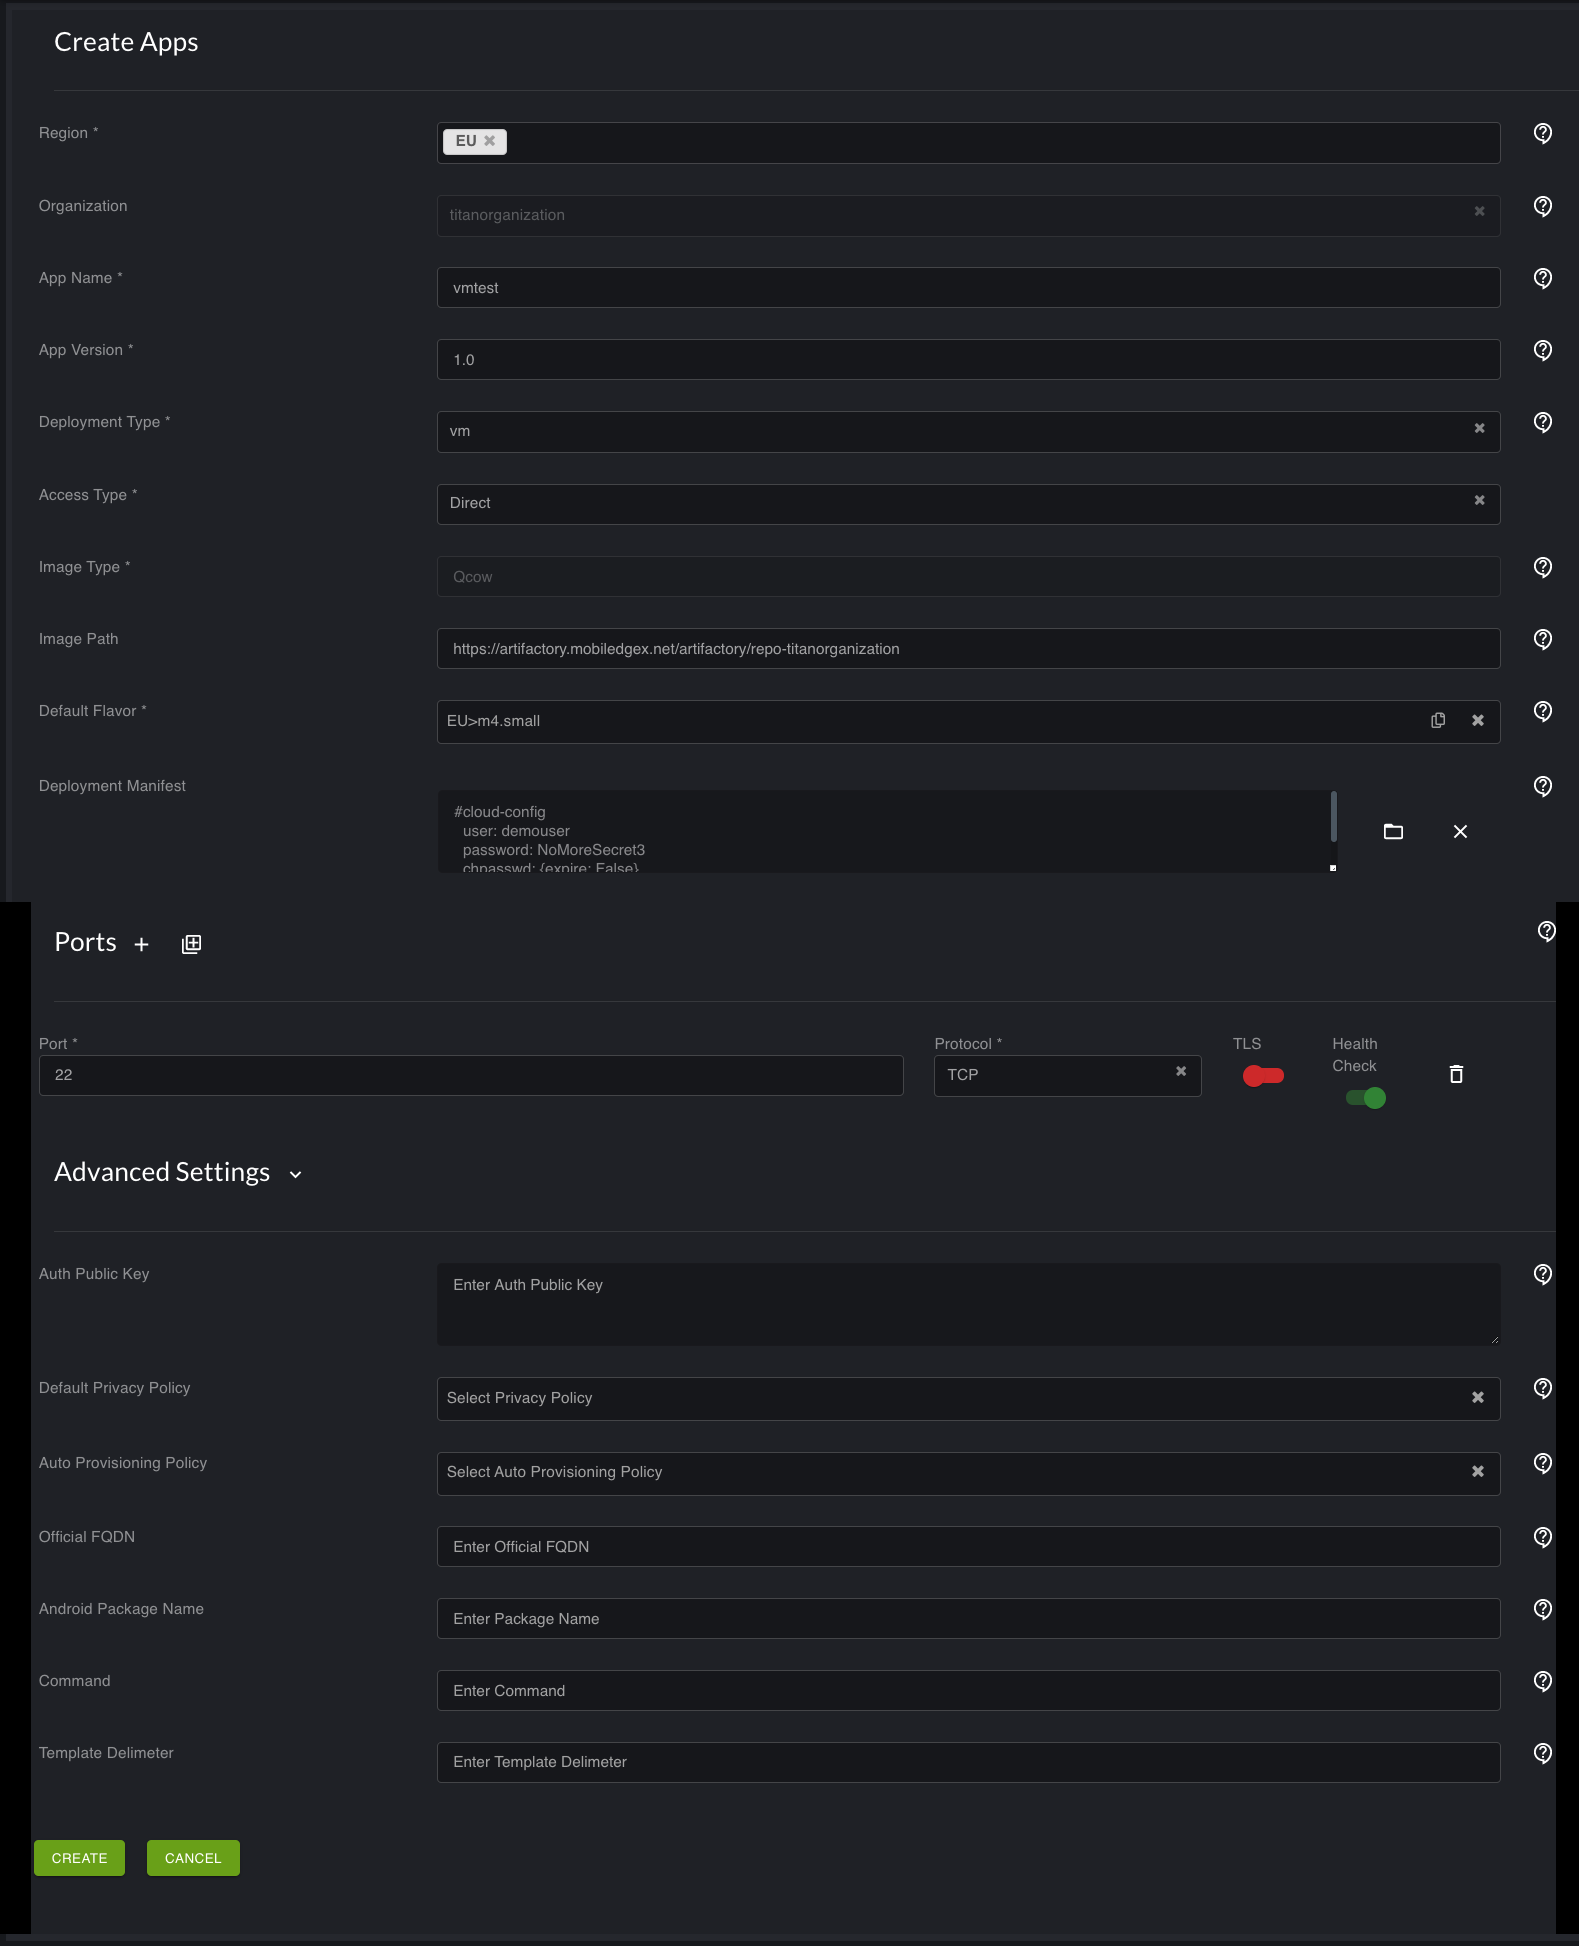 Create Apps
Region *
EU
Organization
titanorganization
App Name *
vmtest
App Version *
1.0
Deployment Type *
vm
Access Type *
Direct
Image Type *
Qcow
Image Path
https://artifactory.mobiledgex.net/artifactory/repo-titanorganization
Default Flavor *
EU>m4.small
Deployment Manifest
#cloud-config
user: demouser
password: NoMoreSecret3
chpasswd: {expire: False}
Ports
Port *
22
Protocol *
TCP
TLS
Health
Check
Advanced Settings
Auth Public Key
Enter Auth Public Key
Default Privacy Policy
Select Privacy Policy
Auto Provisioning Policy
Select Auto Provisioning Policy
Official FQDN
Enter Official FQDN
Android Package Name
Enter Package Name
Command
Enter Command
Template Delimeter
Enter Template Delimeter
CREATE CANCEL